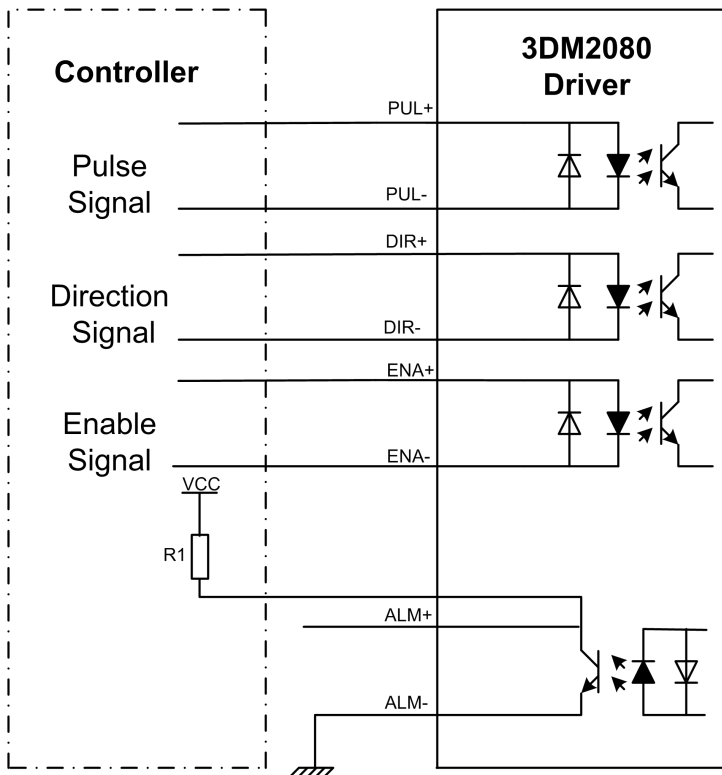 Controller
3DM2080
Driver
PUL+
Pulse
Signal
PUL-
DIR+
Direction
Signal
DIR-
ENA+
Enable
Signal
ENA-
VCC
R1
ALM+
ALM-